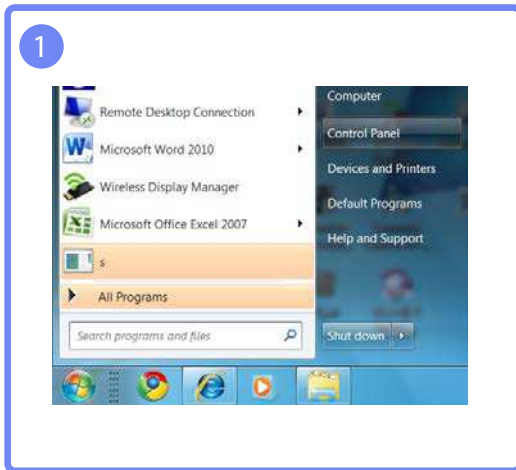 1
Remote Desktop Connection
Microsoft Word 2010
Wireless Display Manager
Microsoft Office Excel 2007
s
All Programs
Search programs and files
Computer
Control Panel
Devices and Printers
Default Programs
Help and Support
Shut down